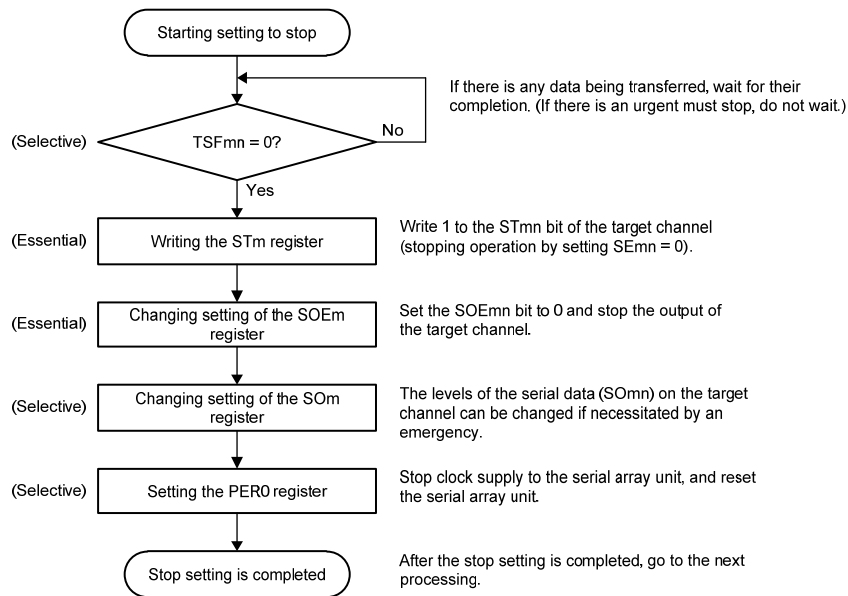 Starting setting to stop
If there is any data being transferred, wait for their
completion. (If there is an urgent must stop, do not wait.)
(Selective)
TSFmn = 0?
No
Yes
(Essential)
Writing the STm register
Write 1 to the STmn bit of the target channel
(stopping operation by setting SEmn = 0).
(Essential)
Changing setting of the SOEm
register
Set the SOEmn bit to 0 and stop the output of
the target channel.
(Selective)
Changing setting of the SOm
register
The levels of the serial data (SOmn) on the target
channel can be changed if necessitated by an
emergency.
(Selective)
Setting the PER0 register
Stop clock supply to the serial array unit, and reset
the serial array unit.
Stop setting is completed
After the stop setting is completed, go to the next
processing.